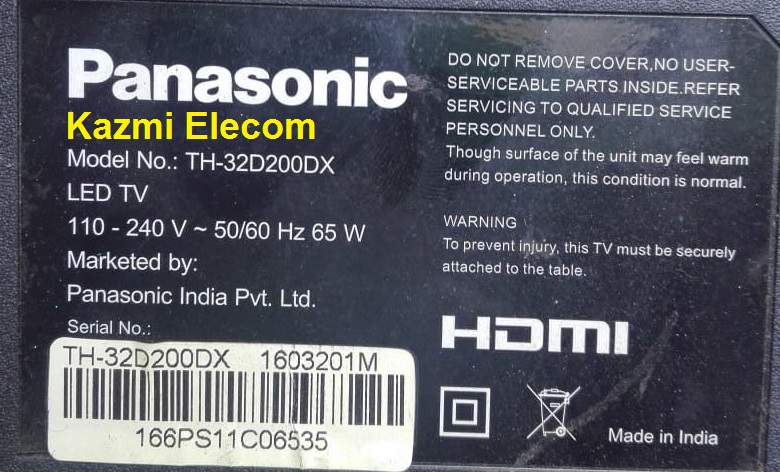 Panasonic
Kazmi Elecom
Model No.: TH-32D200DX
LED TV
110 - 240 V ~ 50/60 Hz 65 W
Marketed by:
Panasonic India Pvt. Ltd.
Serial No.:
TH-32D200DX 1603201M
166PS11C06535
DO NOT REMOVE COVER,NO USER-
SERVICEABLE PARTS INSIDE.REFER
SERVICING TO QUALIFIED SERVICE
PERSONNEL ONLY.
Though surface of the unit may feel warm
during operation, this condition is normal.
WARNING
To prevent injury, this TV must be securely
attached to the table.
HDMI
Made in India